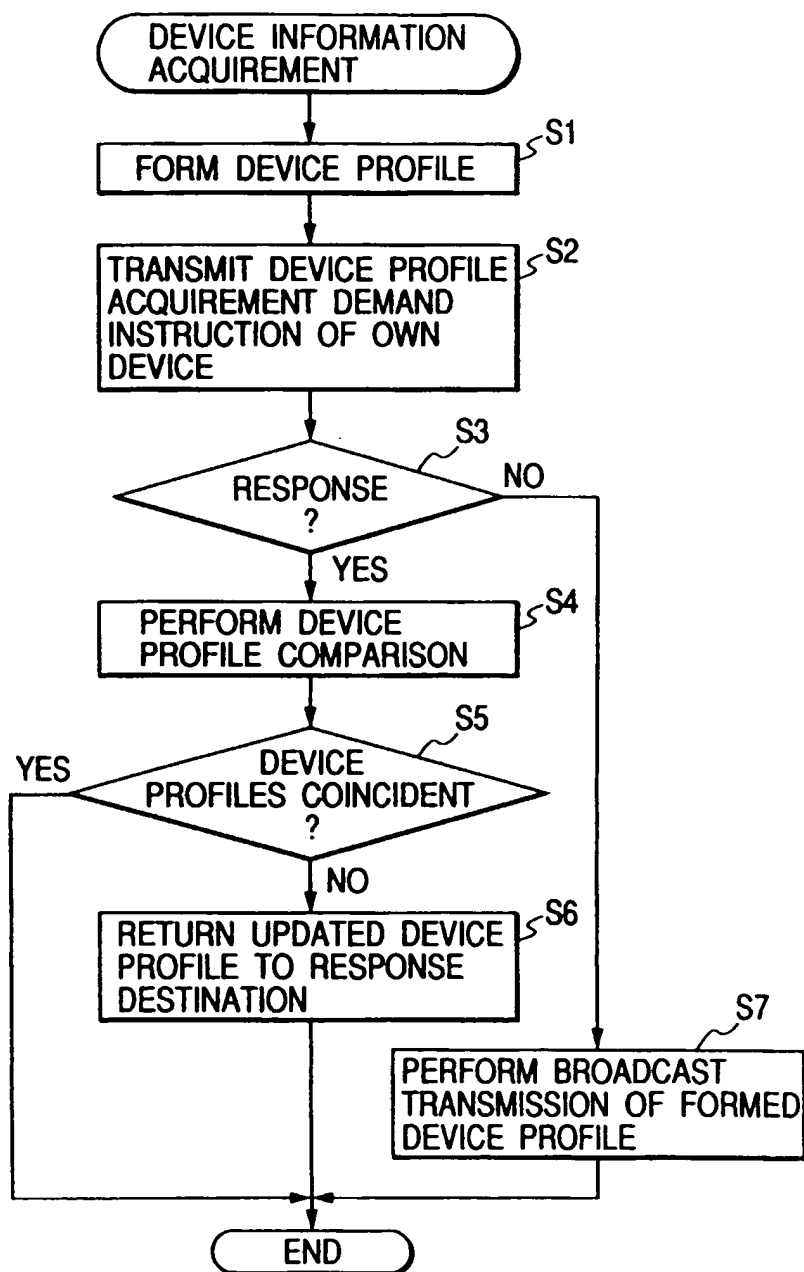 DEVICE INFORMATION
ACQUIREMENT
S1
FORM DEVICE PROFILE
S2
TRANSMIT DEVICE PROFILE
ACQUIREMENT DEMAND
INSTRUCTION OF OWN
DEVICE
S3
RESPONSE
?
NO
YES
S4
PERFORM DEVICE
PROFILE COMPARISON
S5
YES
DEVICE
PROFILES COINCIDENT
?
NO
S6
RETURN UPDATED DEVICE
PROFILE TO RESPONSE
DESTINATION
S7
PERFORM BROADCAST
TRANSMISSION OF FORMED
DEVICE PROFILE
END